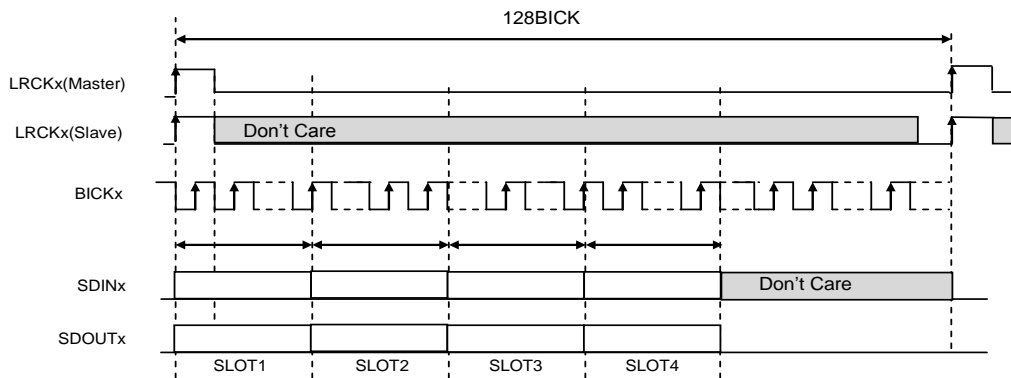 128BICK
LRCKx(Master)
LRCKx(Slave)
Don't Care
BICKx
SDINx
Don't Care
SDOUTx
SLOT1
SLOT2
SLOT3
SLOT4